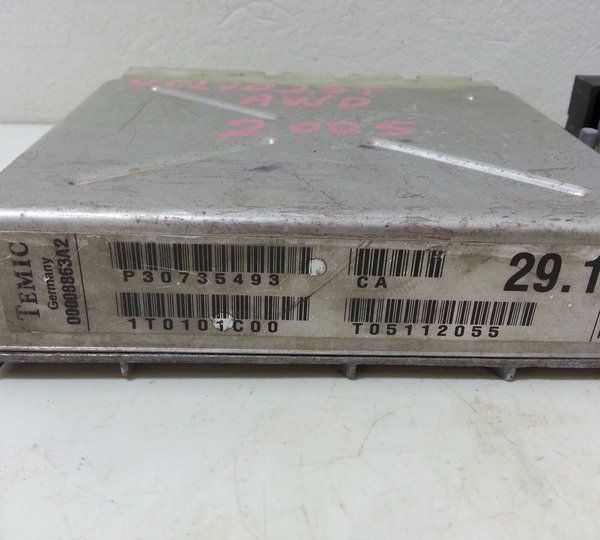 AWD
2.005
TEMIC
Germany
00008863A2
P30735493
CA
29.1
1T0101C00
T05112055